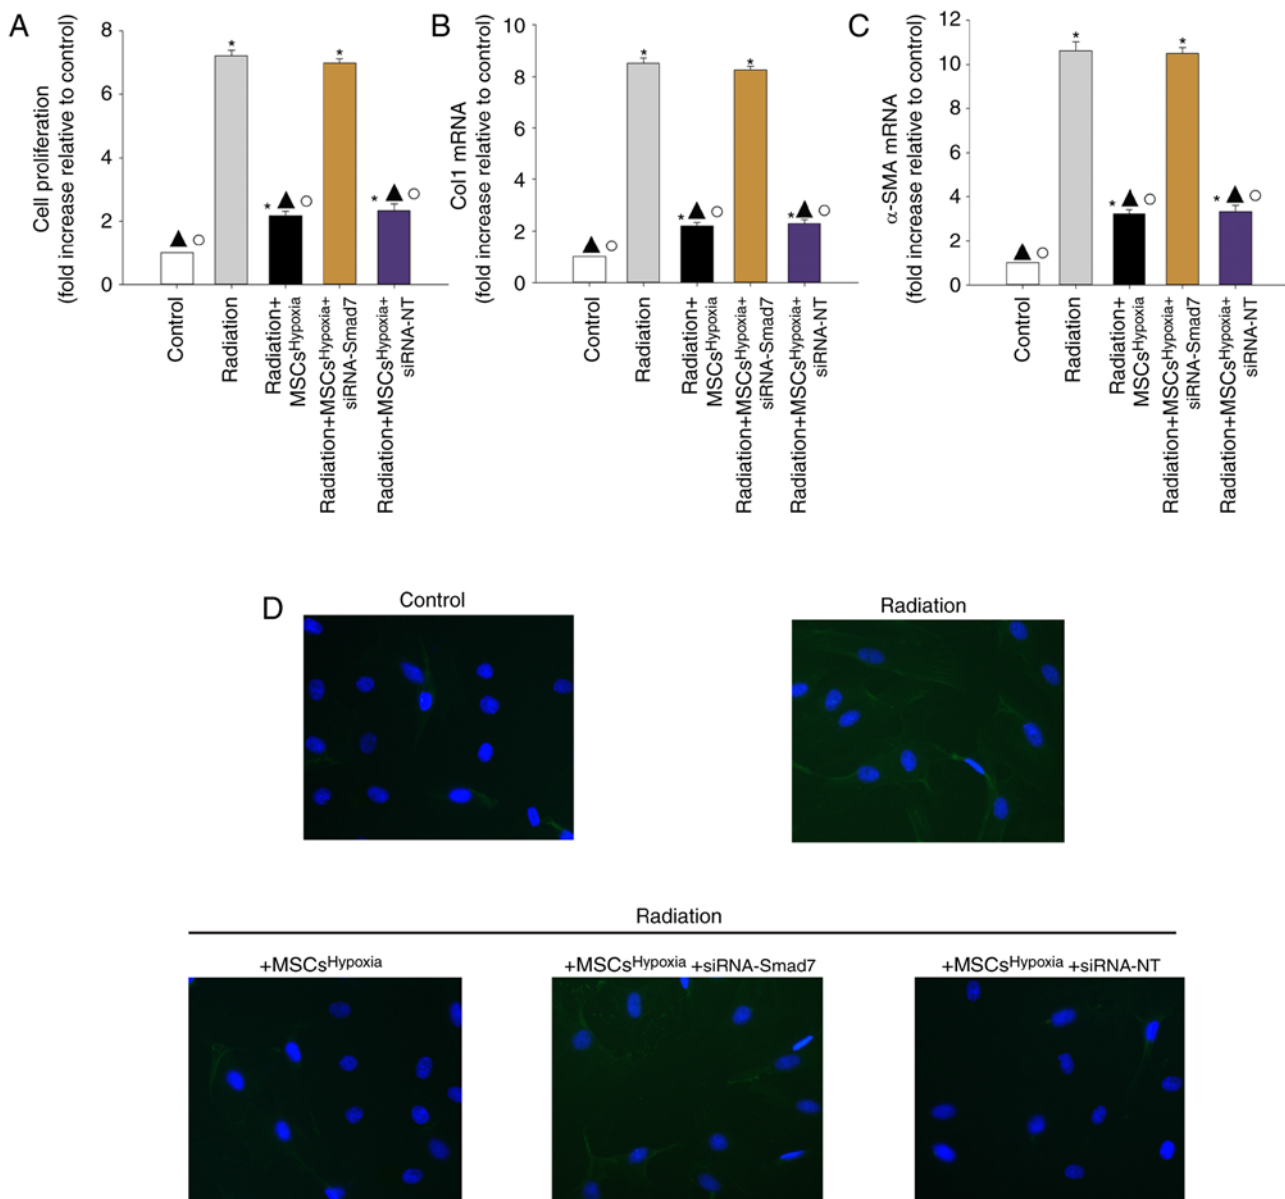 A
Cell proliferation
(fold increase relative to control)
8
6
4
2
0
*
*
* ▲ ○
* ▲ ○
▲ ○
Control
Radiation
Radiation+
MSCsHypoxia
Radiation+MSCsHypoxia+
siRNA-Smad7
Radiation+MSCsHypoxia+
siRNA-NT
B
Col1 mRNA
(fold increase relative to control)
10
8
6
4
2
0
*
*
* ▲ ○
* ▲ ○
▲ ○
Control
Radiation
Radiation+
MSCsHypoxia
Radiation+MSCsHypoxia+
siRNA-Smad7
Radiation+MSCsHypoxia+
siRNA-NT
C
α-SMA mRNA
(fold increase relative to control)
12
10
8
6
4
2
0
*
*
* ▲ ○
* ▲ ○
▲ ○
Control
Radiation
Radiation+
MSCsHypoxia
Radiation+MSCsHypoxia+
siRNA-Smad7
Radiation+MSCsHypoxia+
siRNA-NT
D
Control
Radiation
Radiation
+MSCsHypoxia
+MSCsHypoxia +siRNA-Smad7
+MSCsHypoxia +siRNA-NT